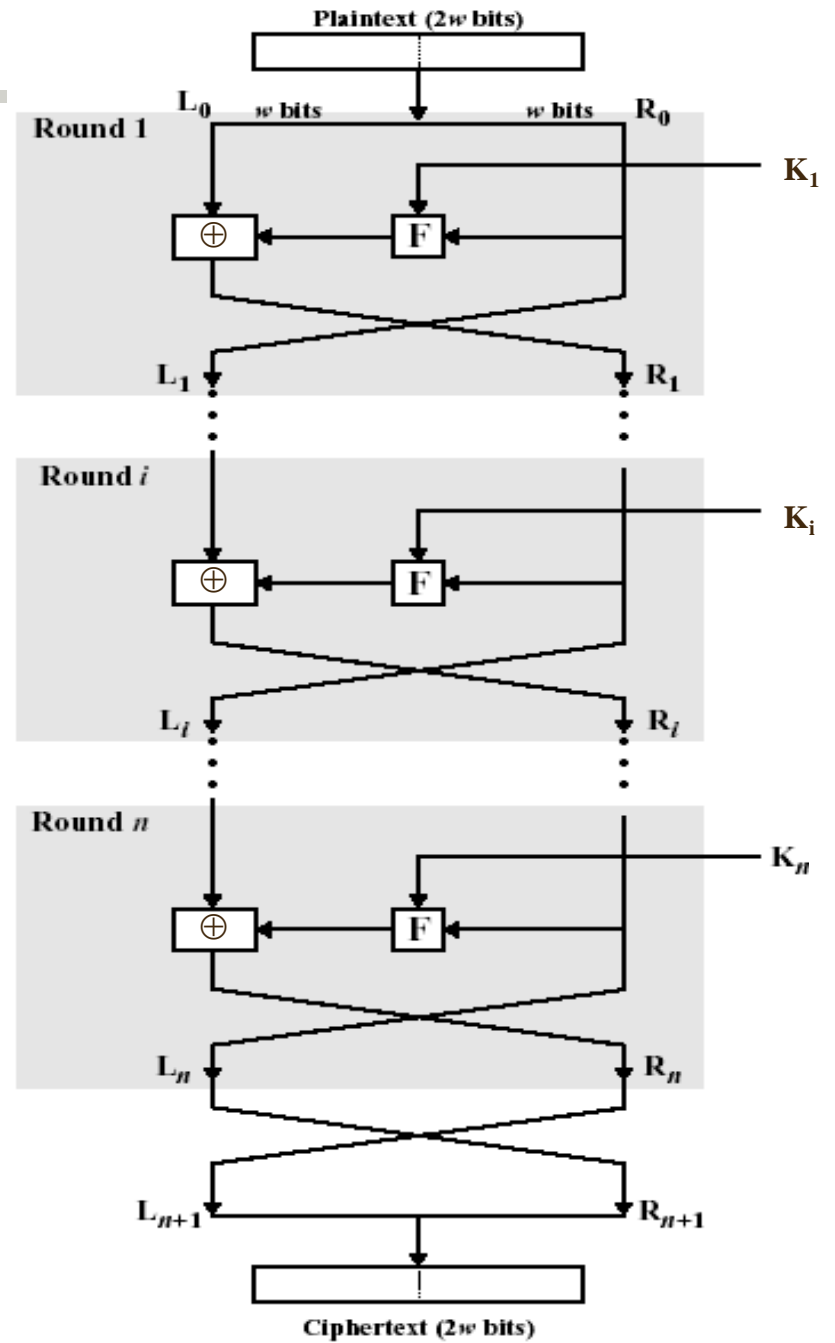 Plaintext (2w bits)
L₀ w bits w bits R₀
Round 1
K₁
⊕ F
L₁ R₁
Round i
Kᵢ
⊕ F
Lᵢ Rᵢ
Round n
Kₙ
⊕ F
Lₙ Rₙ
Lₙ₊₁ Rₙ₊₁
Ciphertext (2w bits)